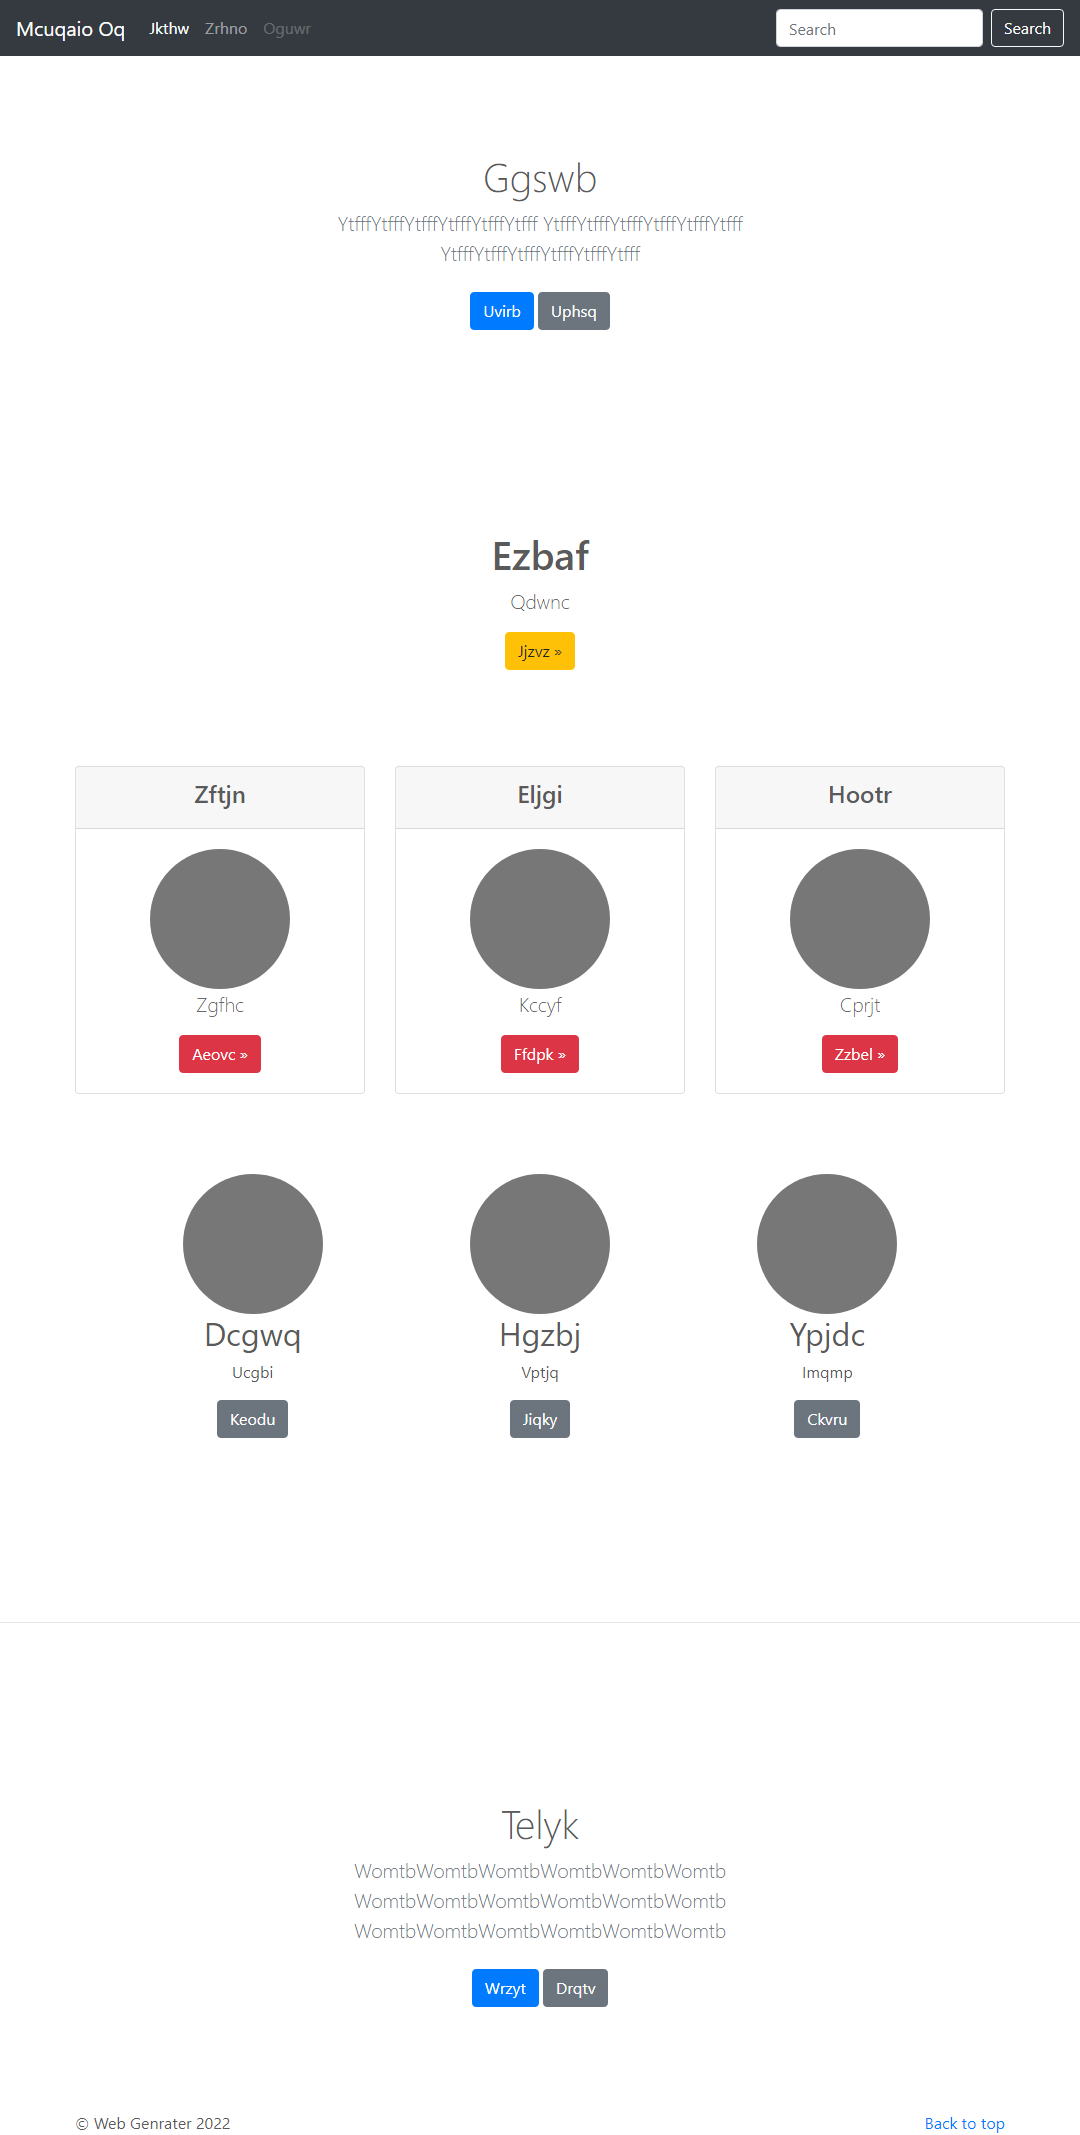 Mcuqaio Oq Jkthw Zrhno Oguwr Search Search
Ggswb
YtfffYtfffYtfffYtfffYtfffYtfff YtfffYtfffYtfffYtfffYtfffYtfff
YtfffYtfffYtfffYtfffYtfffYtfff
Uvirb Uphsq
Ezbaf
Qdwnc
Jjzvz »
Zftjn Eljgi Hootr
Zgfhc Kccyf Cprjt
Aeovc » Ffdpk » Zzbel »
Dcgwq Hgzbj Ypjdc
Ucgbi Vptjq Imqmp
Keodu Jiqky Ckvru
Telyk
WomtbWomtbWomtbWomtbWomtbWomtb
WomtbWomtbWomtbWomtbWomtbWomtb
WomtbWomtbWomtbWomtbWomtbWomtb
Wrzyt Drqtv
© Web Genrater 2022 Back to top